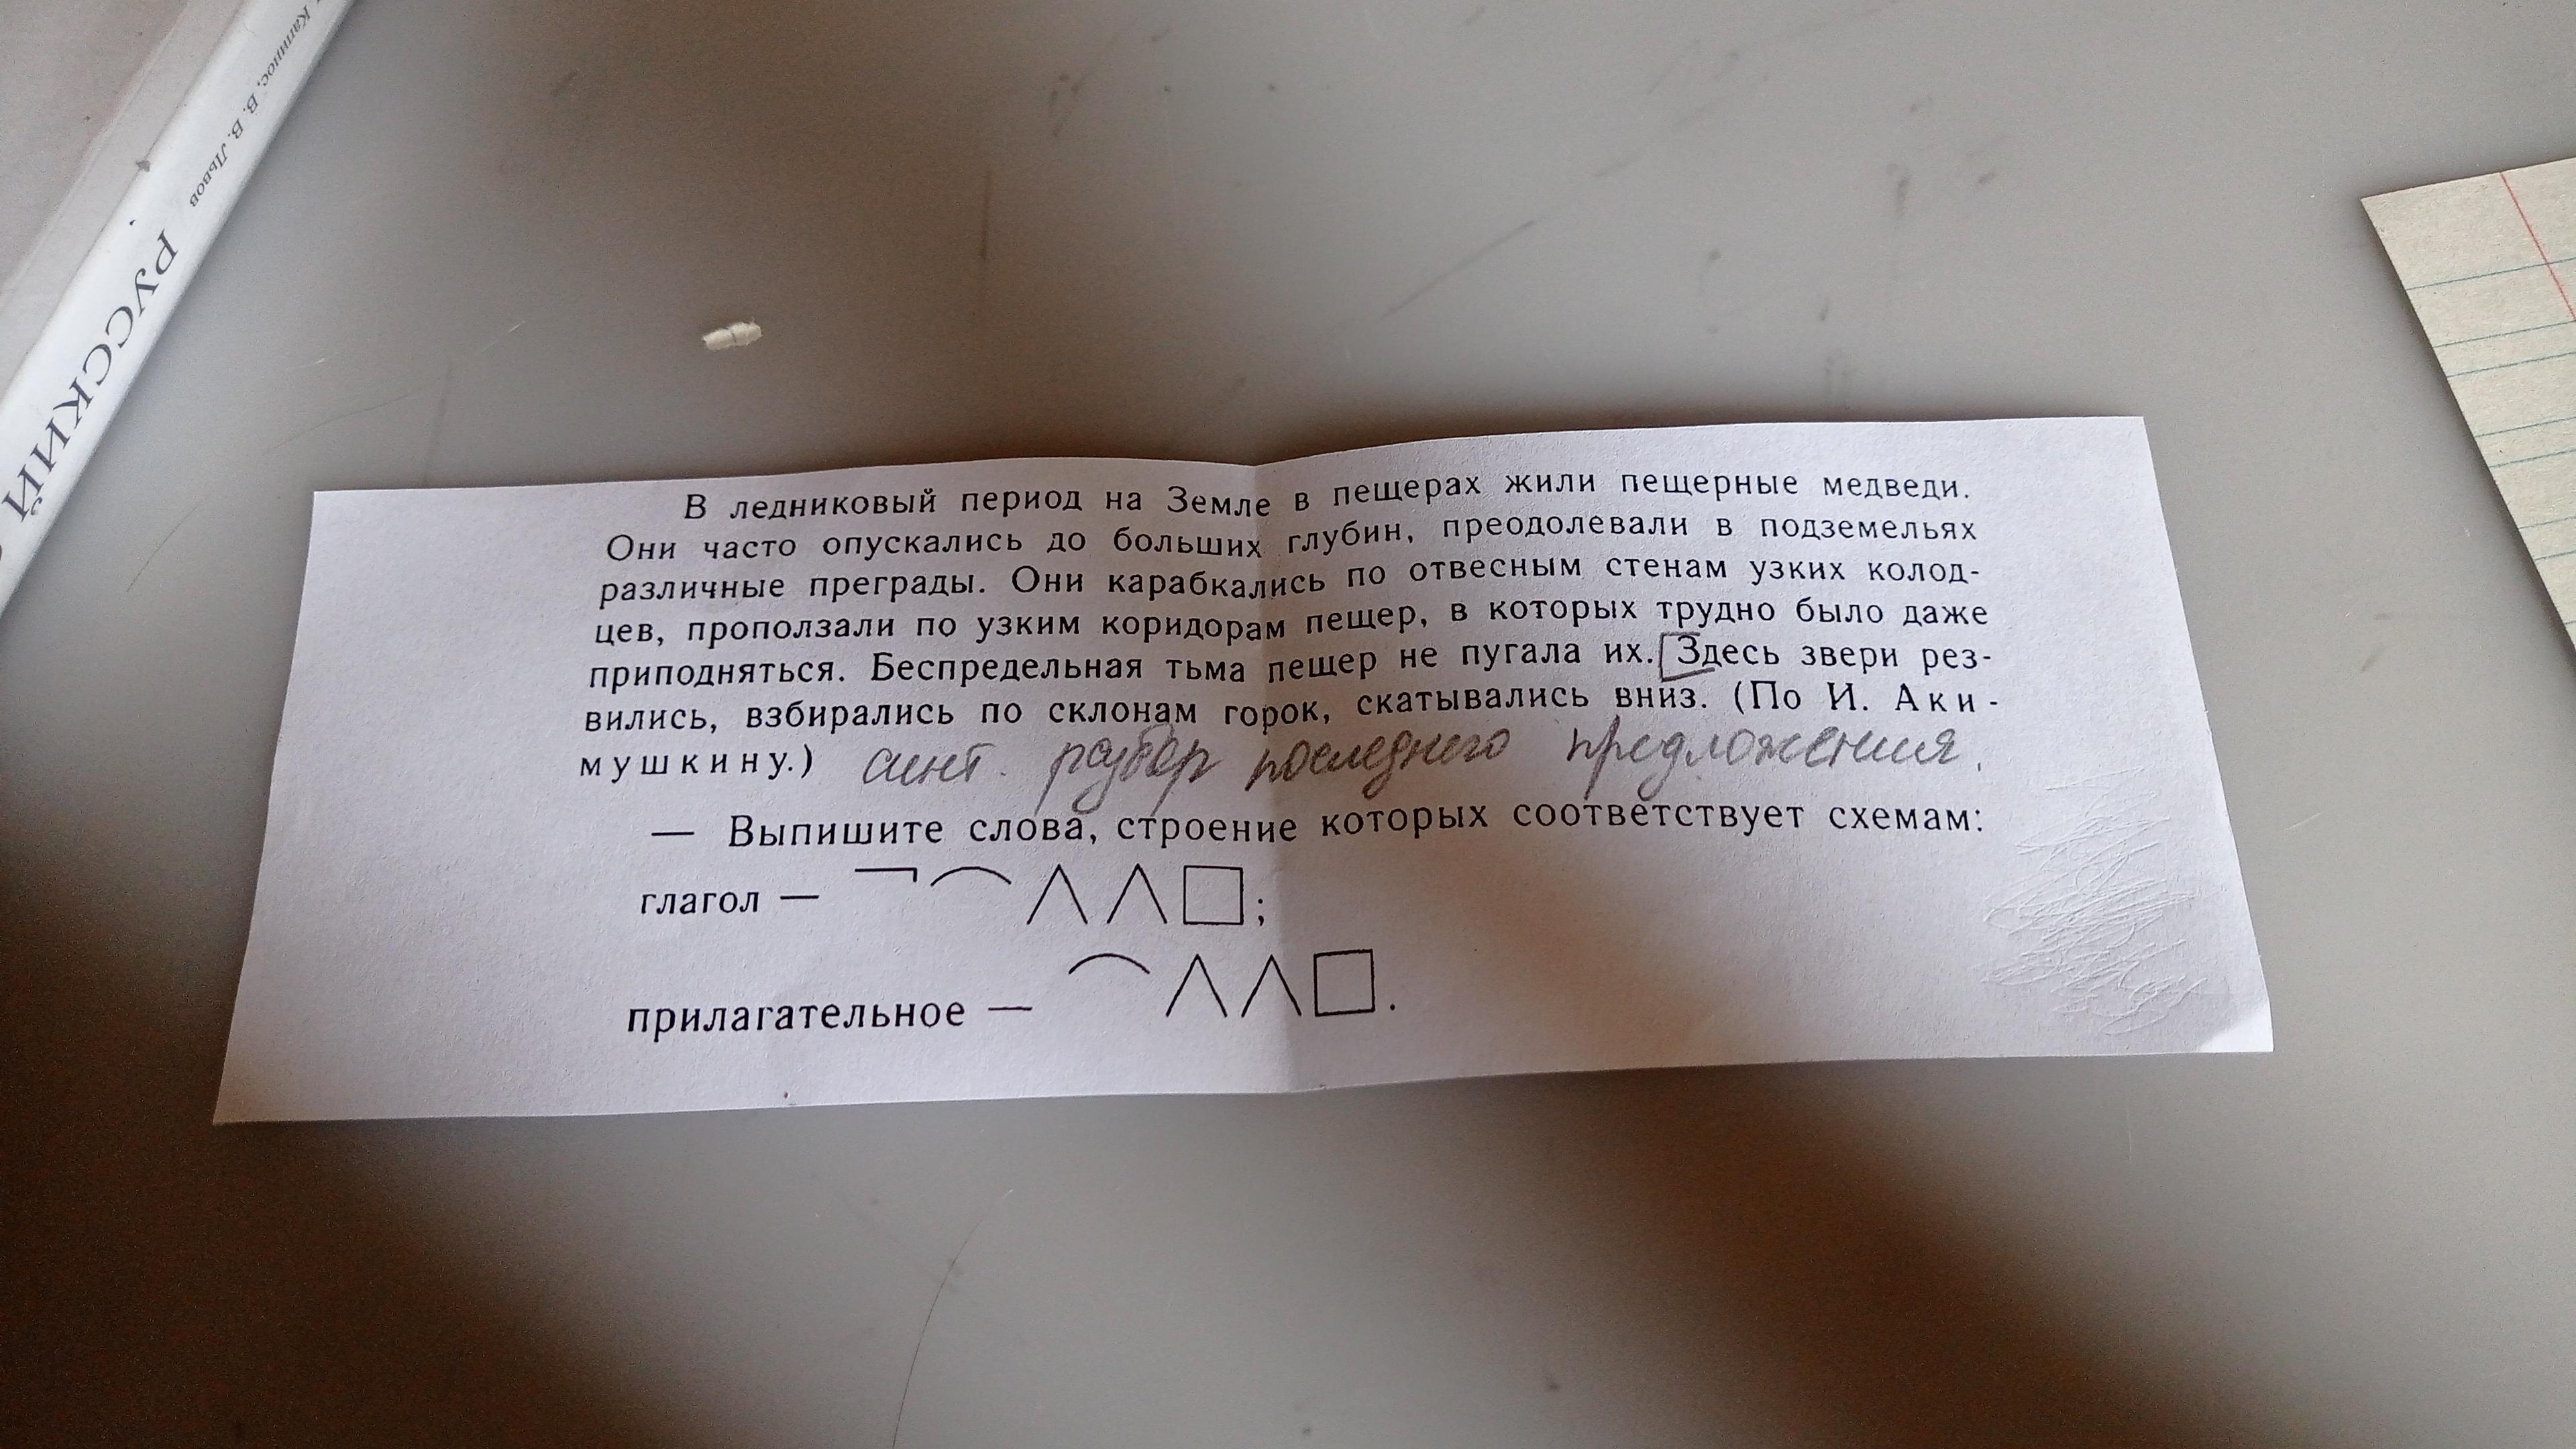 Капинос, В. В. Львов
РУССКИЙ
В ледниковый период на Земле в пещерах жили пещерные медведи.
Они часто опускались до больших глубин, преодолевали в подземельях
различные преграды. Они карабкались по отвесным стенам узких колод-
цев, проползали по узким коридорам пещер, в которых трудно было даже
приподняться. Беспредельная тьма пещер не пугала их. Здесь звери рез-
вились, взбирались по склонам горок, скатывались вниз. (По И. Аки-
мушкину.) синт. разбор последнего предложения.
— Выпишите слова, строение которых соответствует схемам:
глагол — ;
прилагательное — .